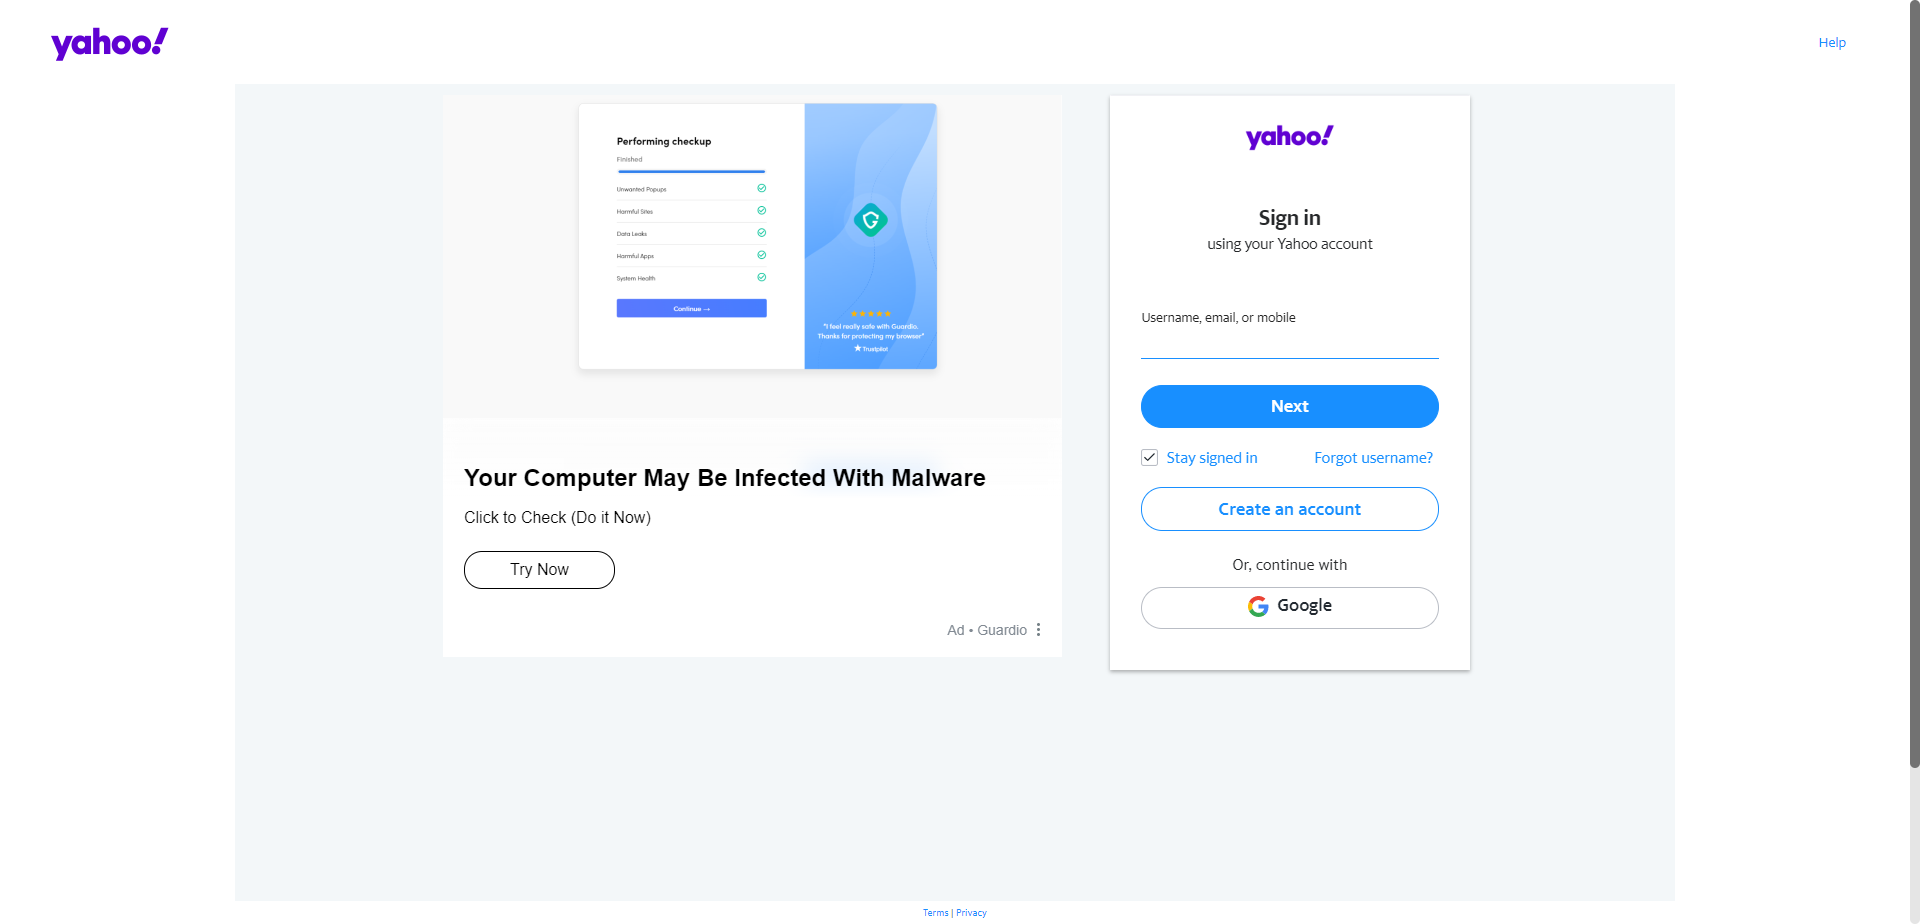 yahoo!
Help
Performing checkup
Finished
Unwanted Popups
Harmful Sites
Data Leaks
Harmful Apps
System Health
Continue →
"I feel really safe with Guardio.
Thanks for protecting my browser"
★ Trustpilot
Your Computer May Be Infected With Malware
Click to Check (Do it Now)
Try Now
Ad • Guardio
yahoo!
Sign in
using your Yahoo account
Username, email, or mobile
Next
Stay signed in
Forgot username?
Create an account
Or, continue with
Google
Terms | Privacy